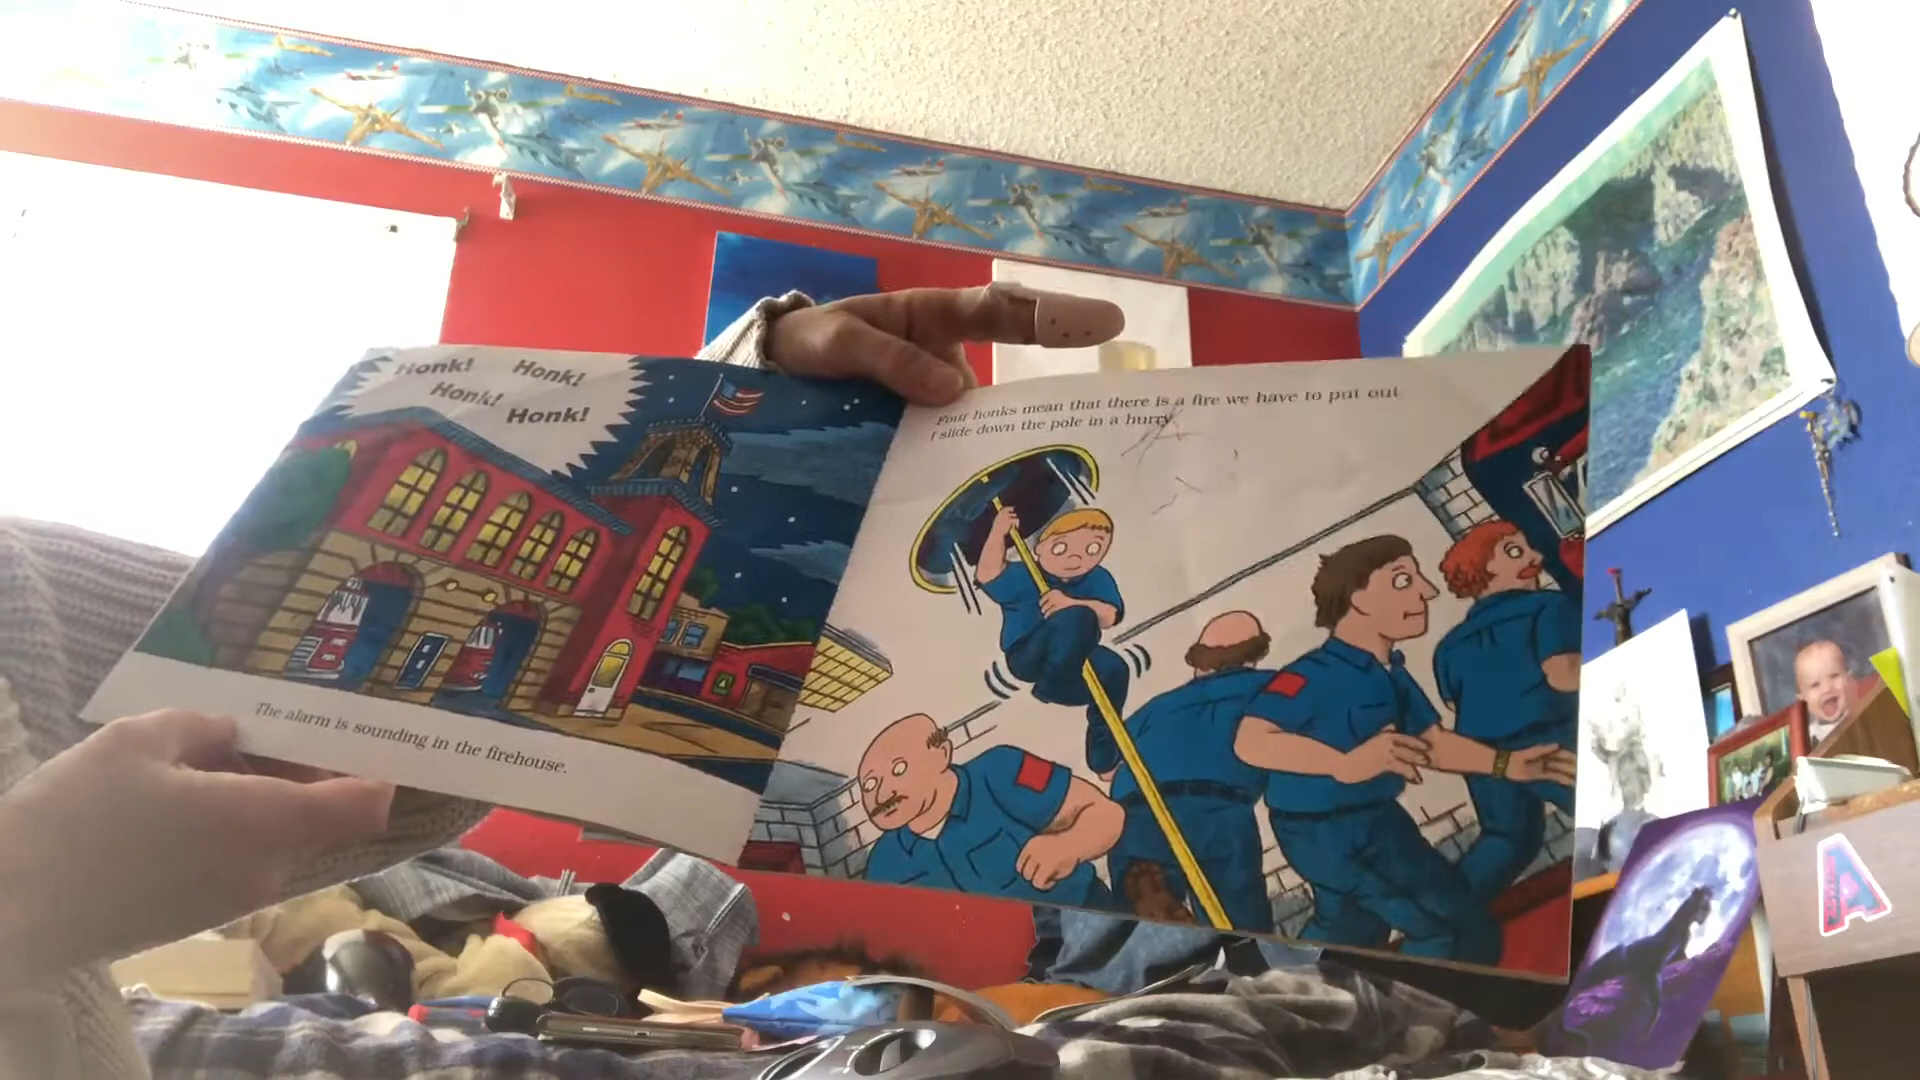 Honk! Honk!
Honk! Honk!
The alarm is sounding in the firehouse.
Four honks mean that there is a fire we have to put out.
I slide down the pole in a hurry.
A